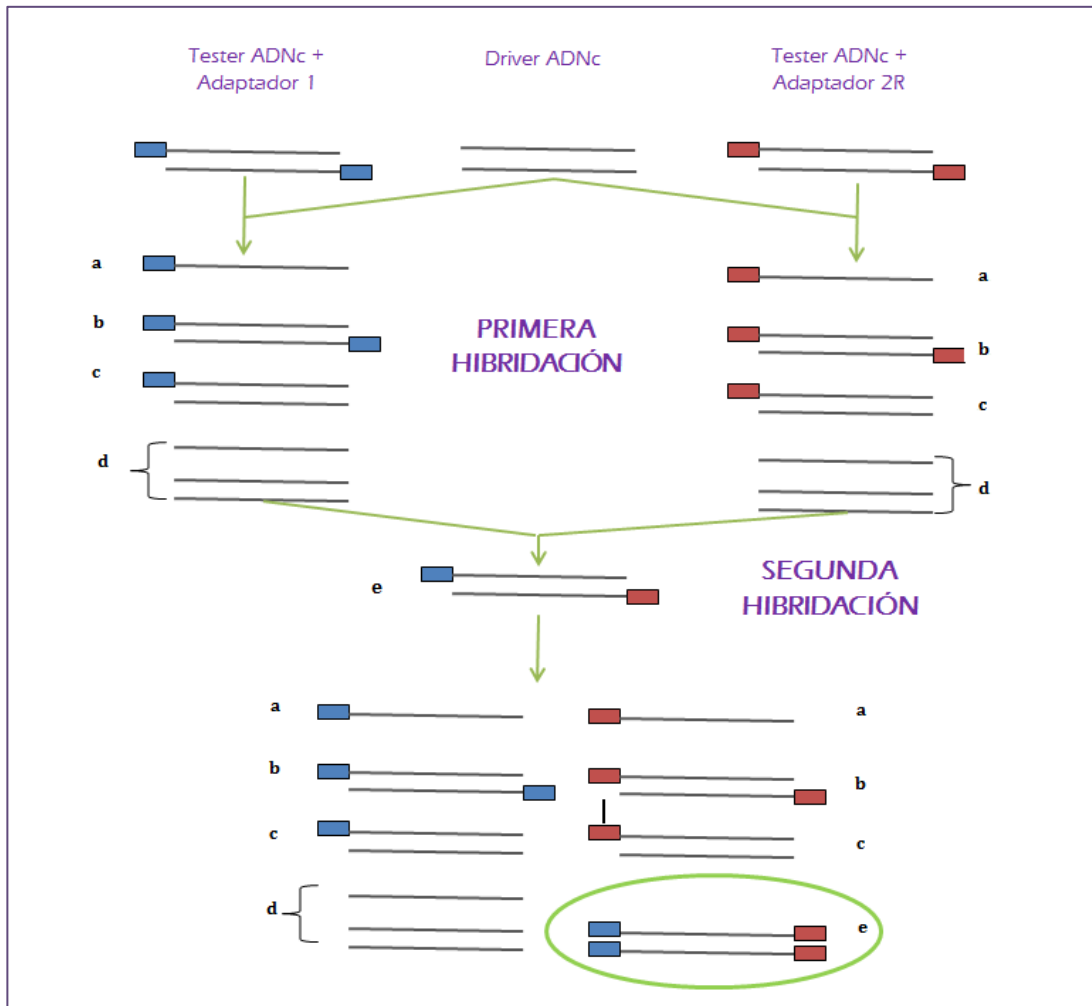 Tester ADNc +
Adaptador 1
Driver ADNc
Tester ADNc +
Adaptador 2R
a
b
c
d
PRIMERA
HIBRIDACIÓN
a
b
c
d
e
SEGUNDA
HIBRIDACIÓN
a
b
c
d
a
b
c
e